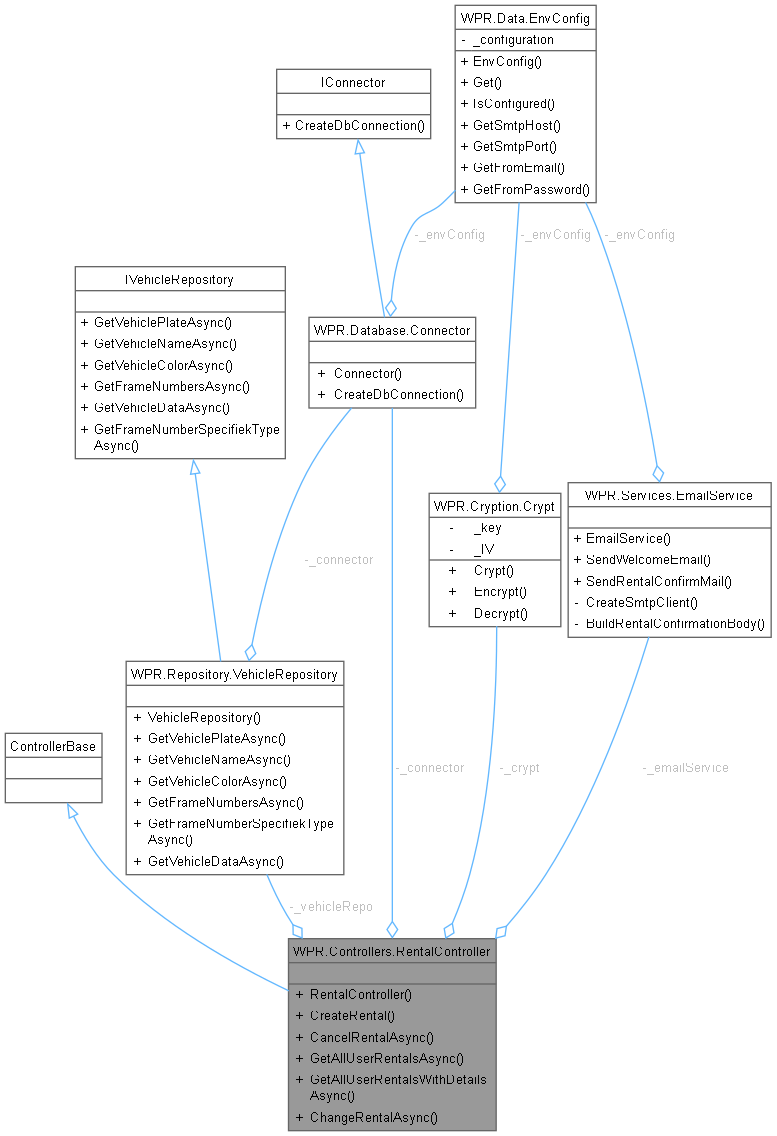 WPR.Data.EnvConfig
- _configuration
+ EnvConfig()
+ Get()
+ IsConfigured()
+ GetSmtpHost()
+ GetSmtpPort()
+ GetFromEmail()
+ GetFromPassword()
IConnector
+ CreateDbConnection()
-_envConfig
-_envConfig
-_envConfig
IVehicleRepository
+ GetVehiclePlateAsync()
+ GetVehicleNameAsync()
+ GetVehicleColorAsync()
+ GetFrameNumbersAsync()
+ GetVehicleDataAsync()
+ GetFrameNumberSpecifiekType
Async()
WPR.Database.Connector
+ Connector()
+ CreateDbConnection()
WPR.Cryption.Crypt
- _key
- _IV
+ Crypt()
+ Encrypt()
+ Decrypt()
WPR.Services.EmailService
+ EmailService()
+ SendWelcomeEmail()
+ SendRentalConfirmMail()
- CreateSmtpClient()
- BuildRentalConfirmationBody()
-_connector
WPR.Repository.VehicleRepository
+ VehicleRepository()
+ GetVehiclePlateAsync()
+ GetVehicleNameAsync()
+ GetVehicleColorAsync()
+ GetFrameNumbersAsync()
+ GetFrameNumberSpecifiekType
Async()
+ GetVehicleDataAsync()
ControllerBase
-_connector
-_crypt
-_emailService
-_vehicleRepo
WPR.Controllers.RentalController
+ RentalController()
+ CreateRental()
+ CancelRentalAsync()
+ GetAllUserRentalsAsync()
+ GetAllUserRentalsWithDetails
Async()
+ ChangeRentalAsync()